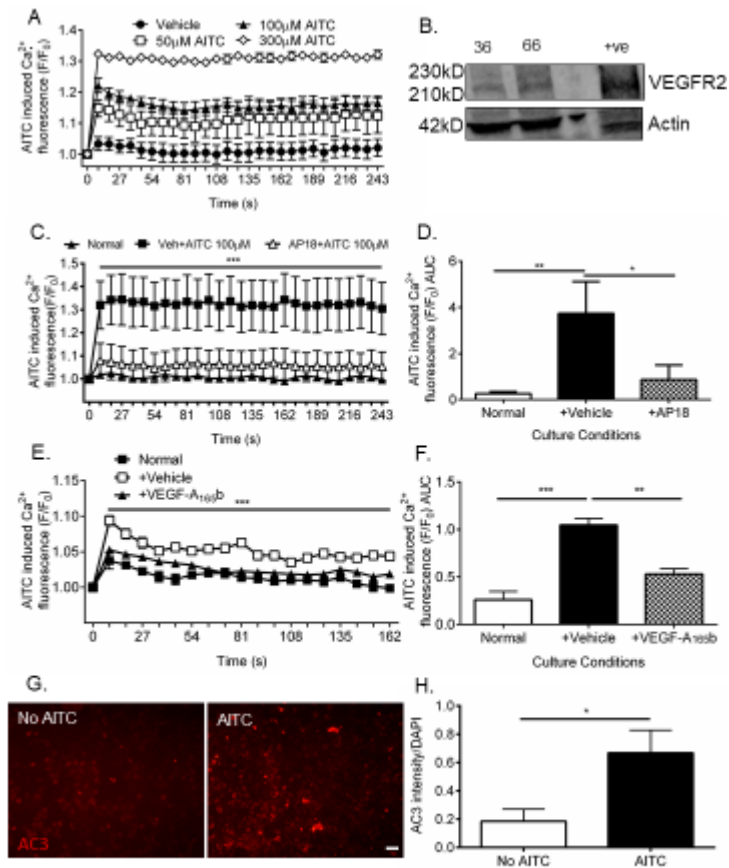 A
Vehicle
50µM AITC
100µM AITC
300µM AITC
AITC induced Ca2+
fluorescence (F/F0)
1.4
1.3
1.2
1.1
1.0
0 27 54 81 108 135 162 189 216 243
Time (s)
B.
36 66 +ve
230kD
210kD
VEGFR2
42kD
Actin
C.
Normal Veh+AITC 100µM AP18+AITC 100µM
***
AITC induced Ca2+
fluorescence(F/F0)
1.5
1.4
1.3
1.2
1.1
1.0
0 27 54 81 108 135 162 189 216 243
Time (s)
D.
** *
AITC induced Ca2+
fluorescence (F/F0) AUC
6
4
2
0
Normal +Vehicle +AP18
Culture Conditions
E.
Normal
+Vehicle
+VEGF-A165b
***
AITC induced Ca2+
fluorescence (F/F0)
1.10
1.05
1.00
0 27 54 81 108 135 162
Time (s)
F.
*** **
AITC induced Ca2+
fluorescence (F/F0) AUC
1.5
1.0
0.5
0.0
Normal +Vehicle +VEGF-A165b
Culture Conditions
G.
No AITC
AITC
AC3
H.
*
AC3 intensity/DAPI
1.0
0.8
0.6
0.4
0.2
0.0
No AITC AITC